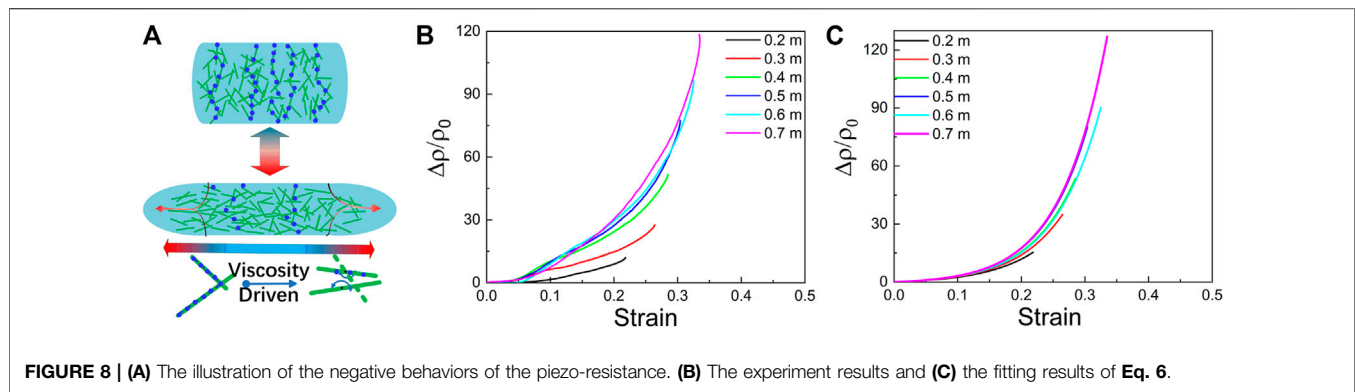 A
Viscosity
Driven
B
120
90
60
30
0
Δρ/ρ0
0.0 0.1 0.2 0.3 0.4 0.5
Strain
0.2 m
0.3 m
0.4 m
0.5 m
0.6 m
0.7 m
C
120
90
60
30
0
Δρ/ρ0
0.0 0.1 0.2 0.3 0.4 0.5
Strain
0.2 m
0.3 m
0.4 m
0.5 m
0.6 m
0.7 m
FIGURE 8 | (A) The illustration of the negative behaviors of the piezo-resistance. (B) The experiment results and (C) the fitting results of Eq. 6.